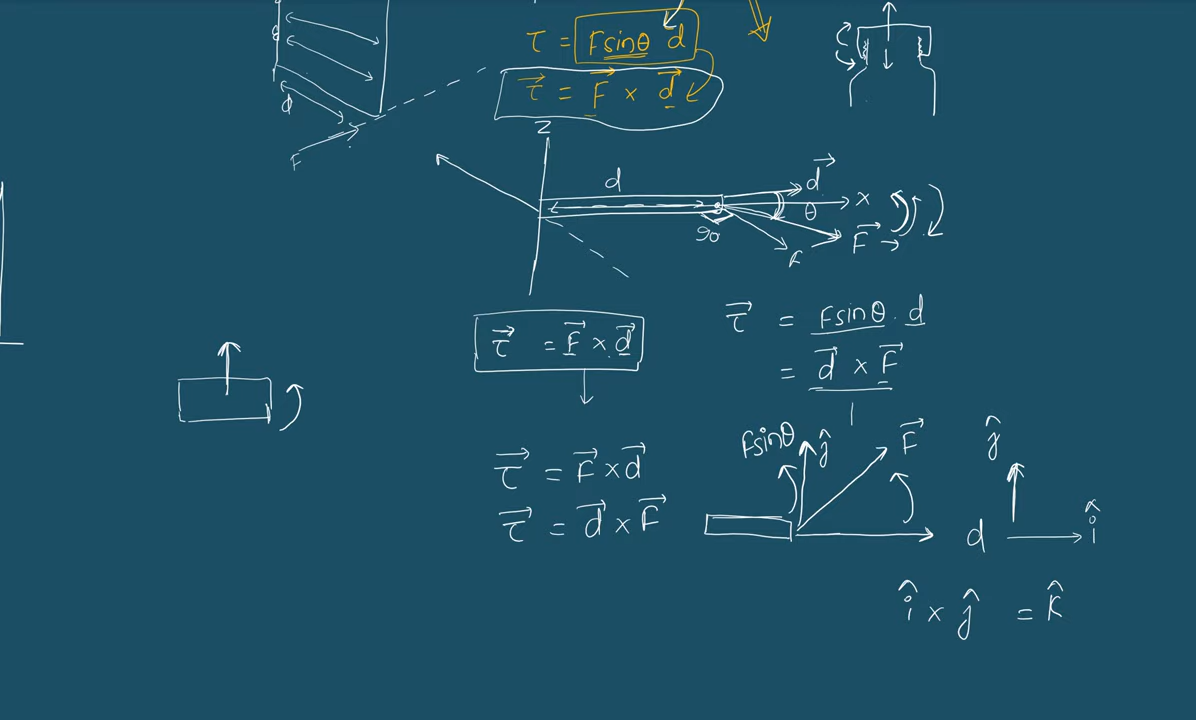 τ = Fsinθ d
τ⃗ = F⃗ × d⃗
F
d
z
d
d⃗
x
θ
F⃗
90
F
τ⃗ = F⃗ × d⃗
τ⃗ = Fsinθ . d
= d⃗ × F⃗
τ⃗ = F⃗ × d⃗
τ⃗ = d⃗ × F⃗
Fsinθ
ĵ
F⃗
d
ĵ
î
î × ĵ = k̂